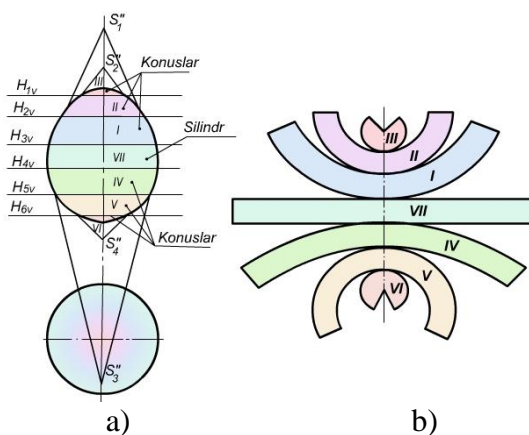 S₁"
S₂"
Konuslar
III
H₁ᵥ
II
H₂ᵥ
I
Silindr
H₃ᵥ
VII
H₄ᵥ
IV
H₅ᵥ
V
H₆ᵥ
VI
Konuslar
S₄"
S₃"
a)
III
II
I
VII
IV
V
VI
b)